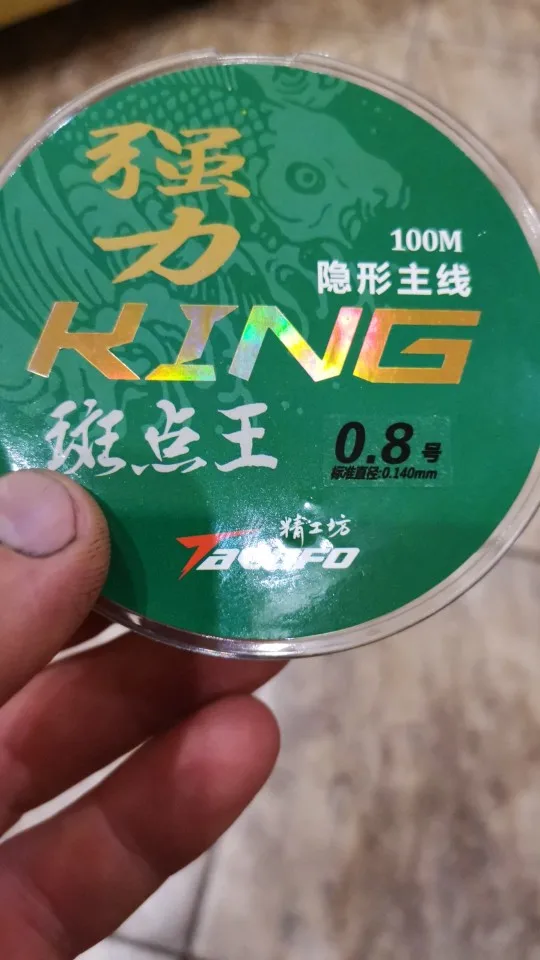 强
力
100M
隐形主线
KING
斑点王
0.8号
标准直径:0.140mm
精工坊